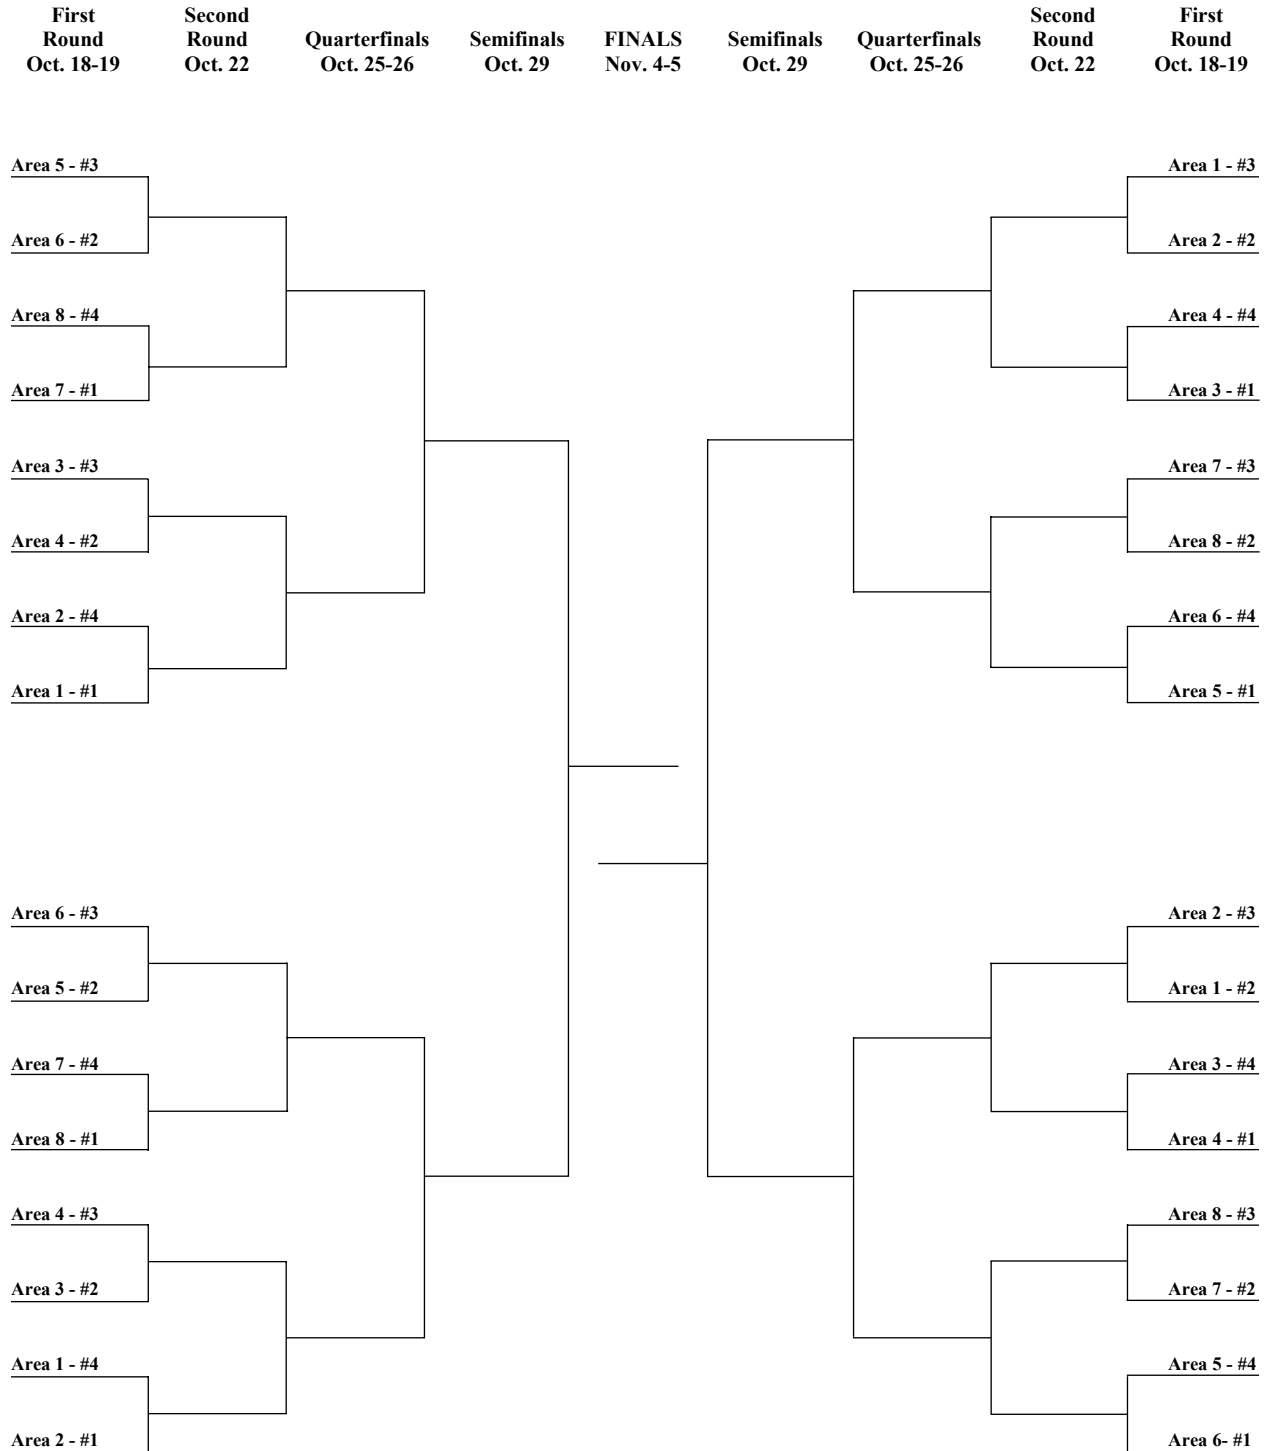 First Round Oct. 18-19
Second Round Oct. 22
Quarterfinals Oct. 25-26
Semifinals Oct. 29
FINALS Nov. 4-5
Semifinals Oct. 29
Quarterfinals Oct. 25-26
Second Round Oct. 22
First Round Oct. 18-19
Area 5 - #3
Area 6 - #2
Area 8 - #4
Area 7 - #1
Area 3 - #3
Area 4 - #2
Area 2 - #4
Area 1 - #1
Area 6 - #3
Area 5 - #2
Area 7 - #4
Area 8 - #1
Area 4 - #3
Area 3 - #2
Area 1 - #4
Area 2 - #1
Area 1 - #3
Area 2 - #2
Area 4 - #4
Area 3 - #1
Area 7 - #3
Area 8 - #2
Area 6 - #4
Area 5 - #1
Area 2 - #3
Area 1 - #2
Area 3 - #4
Area 4 - #1
Area 8 - #3
Area 7 - #2
Area 5 - #4
Area 6- #1